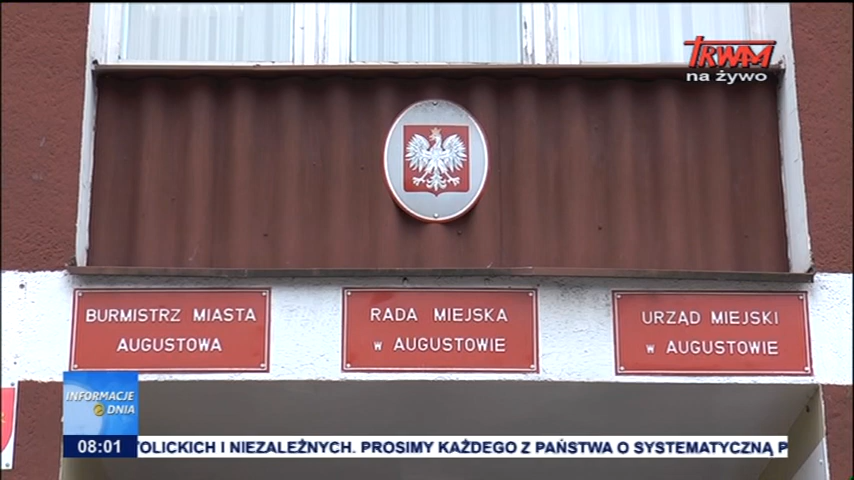 TRWAM
na żywo
BURMISTRZ MIASTA
AUGUSTOWA
RADA MIEJSKA
w AUGUSTOWIE
URZĄD MIEJSKI
w AUGUSTOWIE
INFORMACJE
DNIA
08:01
TOLICKICH I NIEZALEŻNYCH. PROSIMY KAŻDEGO Z PAŃSTWA O SYSTEMATYCZNĄ P